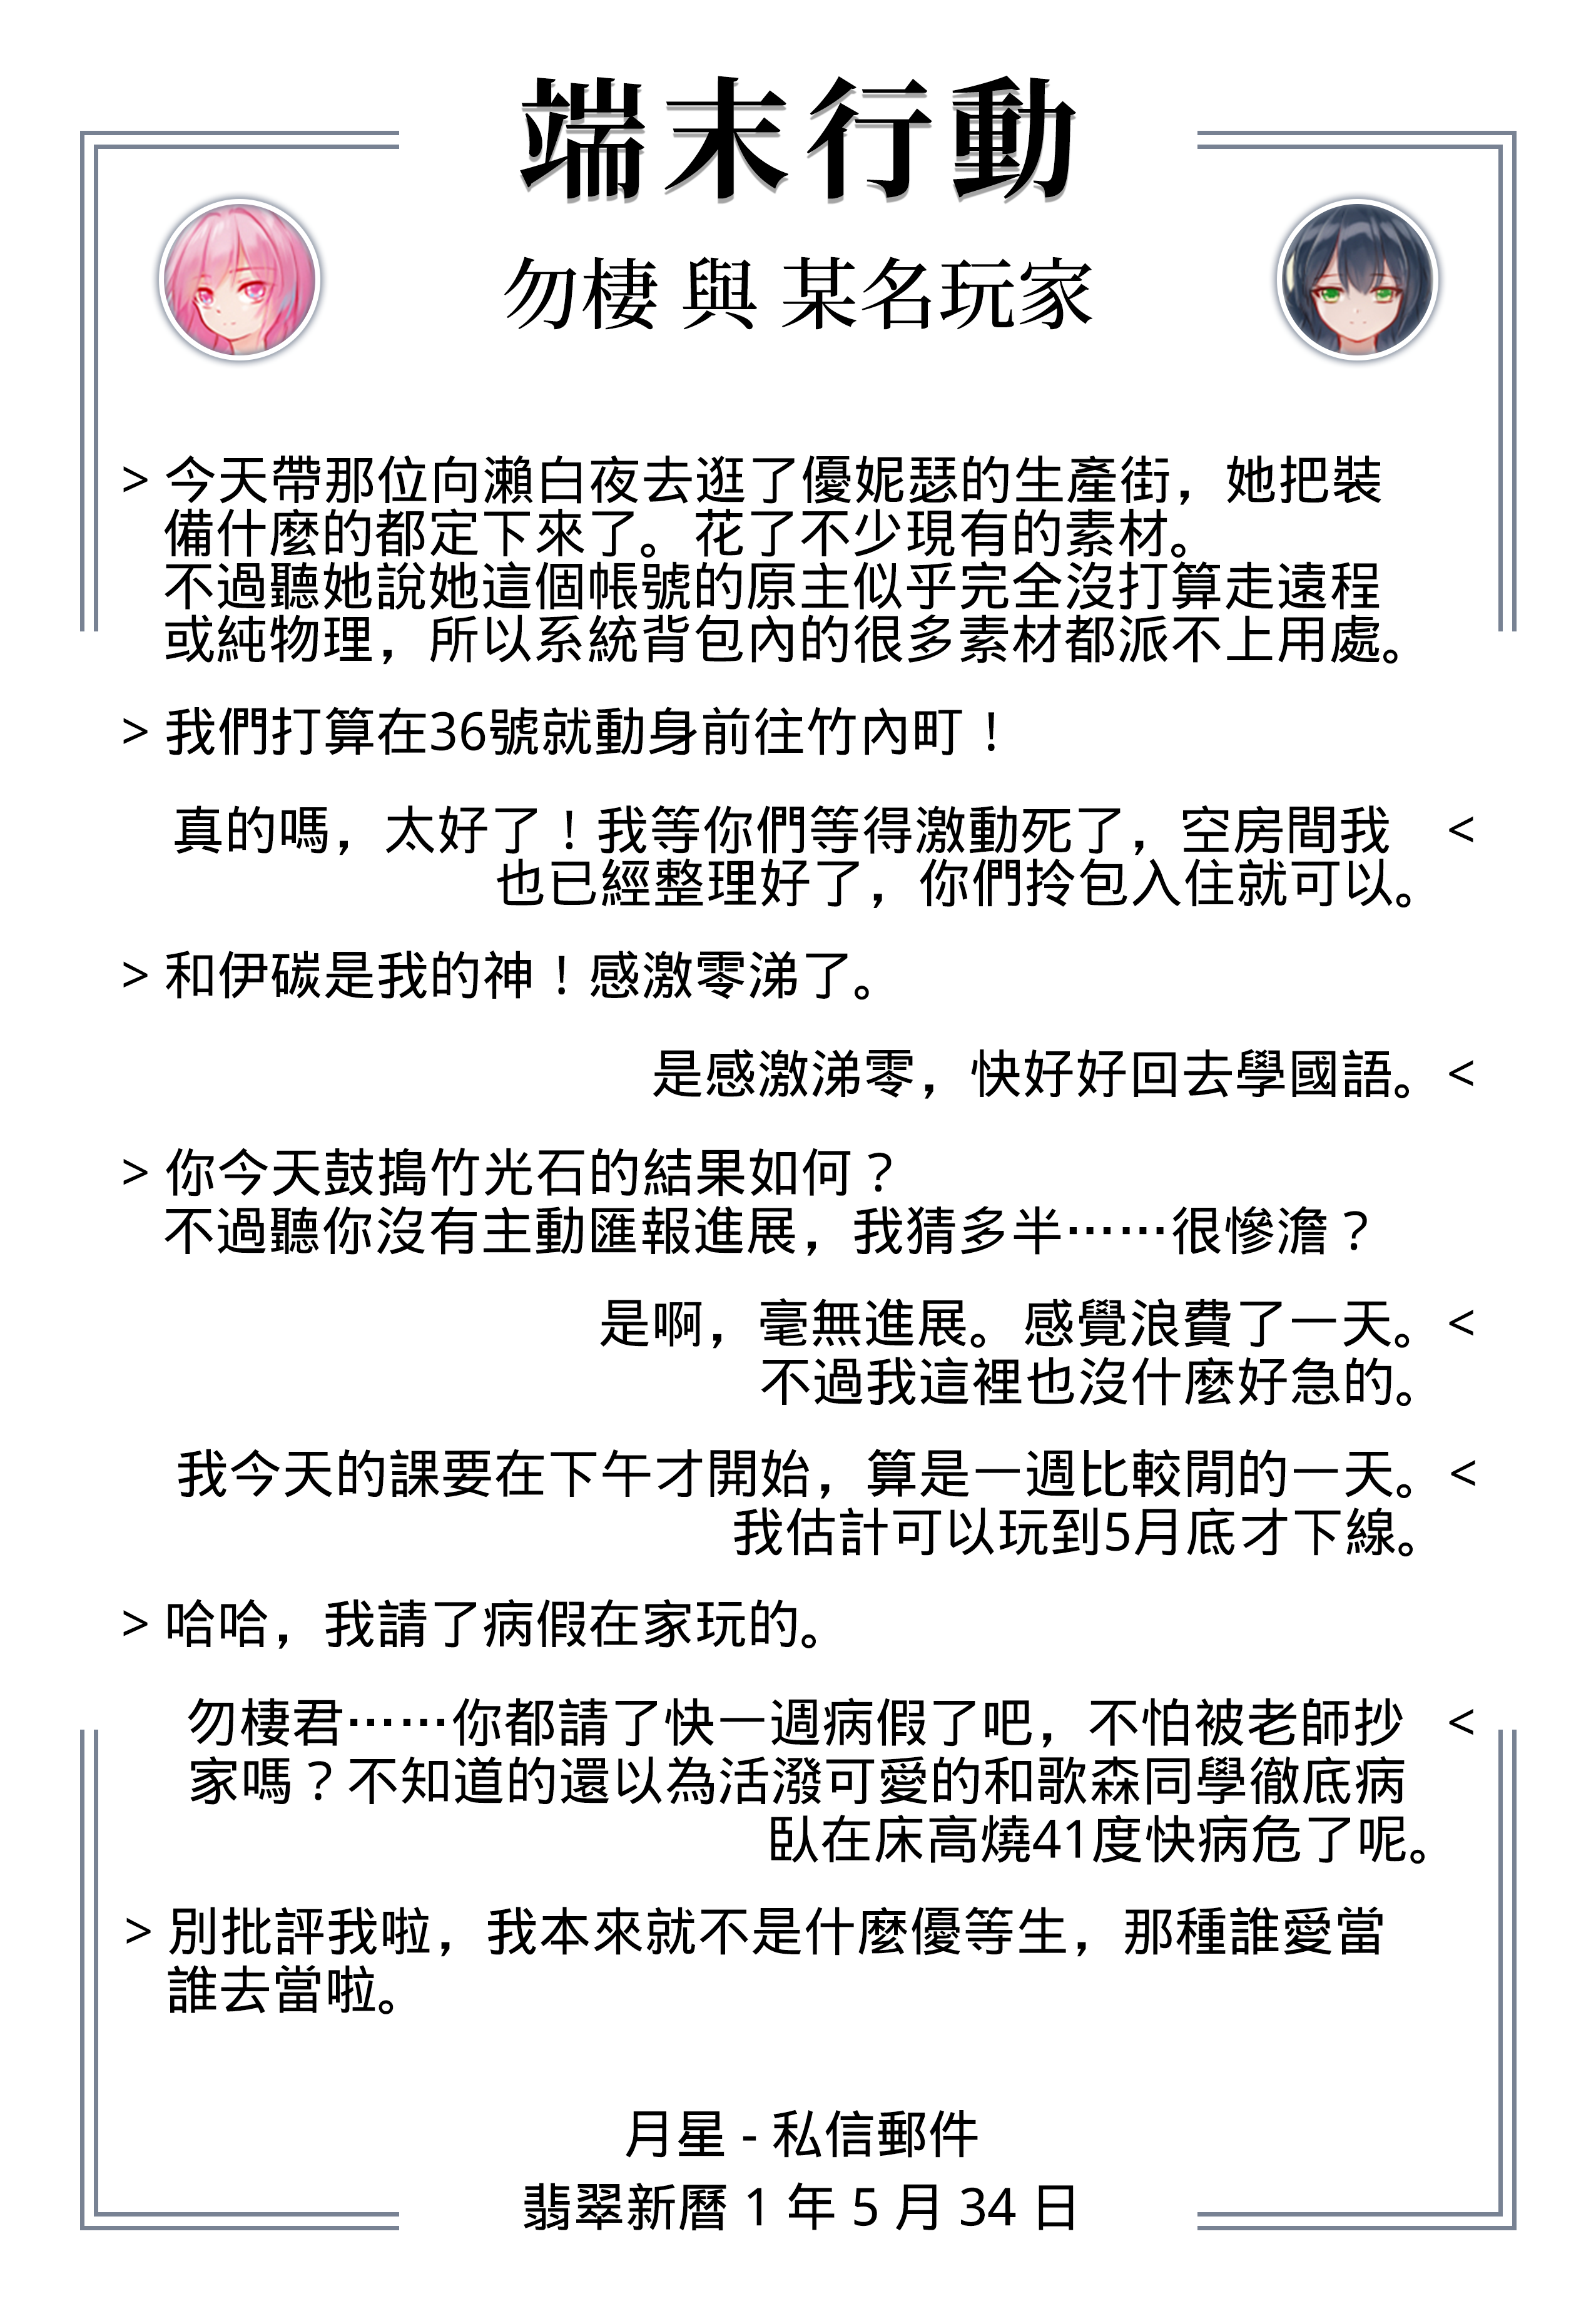 端末行動
勿棲 與 某名玩家
> 今天帶那位向瀨白夜去逛了優妮瑟的生產街，她把裝
備什麼的都定下來了。花了不少現有的素材。
不過聽她說她這個帳號的原主似乎完全沒打算走遠程
或純物理，所以系統背包內的很多素材都派不上用處。
> 我們打算在36號就動身前往竹內町！
真的嗎，太好了！我等你們等得激動死了，空房間我 <
也已經整理好了，你們拎包入住就可以。
> 和伊碳是我的神！感激零涕了。
是感激涕零，快好好回去學國語。 <
> 你今天鼓搗竹光石的結果如何？
不過聽你沒有主動匯報進展，我猜多半……很慘澹？
是啊，毫無進展。感覺浪費了一天。 <
不過我這裡也沒什麼好急的。
我今天的課要在下午才開始，算是一週比較閒的一天。 <
我估計可以玩到5月底才下線。
> 哈哈，我請了病假在家玩的。
勿棲君……你都請了快一週病假了吧，不怕被老師抄 <
家嗎？不知道的還以為活潑可愛的和歌森同學徹底病
臥在床高燒41度快病危了呢。
> 別批評我啦，我本來就不是什麼優等生，那種誰愛當
誰去當啦。
月星 - 私信郵件
翡翠新曆 1 年 5 月 34 日